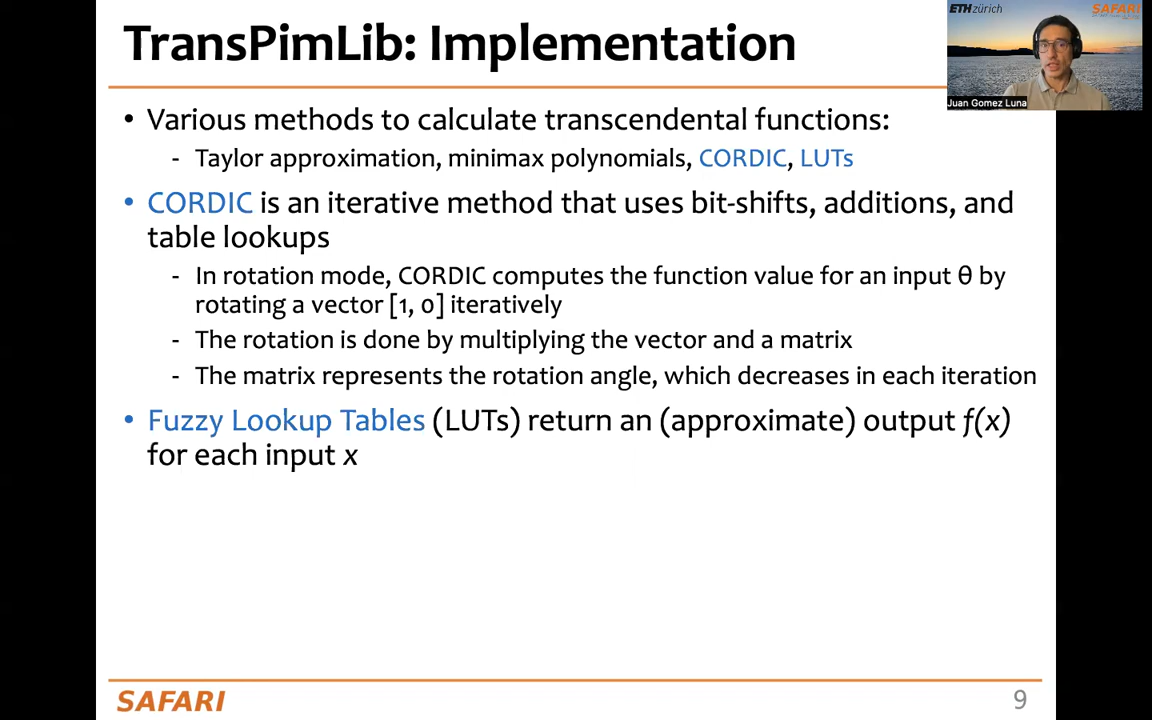 TransPimLib: Implementation
ETHzürich
SAFARI
Juan Gomez Luna
• Various methods to calculate transcendental functions:
- Taylor approximation, minimax polynomials, CORDIC, LUTs
• CORDIC is an iterative method that uses bit-shifts, additions, and
table lookups
- In rotation mode, CORDIC computes the function value for an input θ by
rotating a vector [1, 0] iteratively
- The rotation is done by multiplying the vector and a matrix
- The matrix represents the rotation angle, which decreases in each iteration
• Fuzzy Lookup Tables (LUTs) return an (approximate) output f(x)
for each input x
SAFARI
9